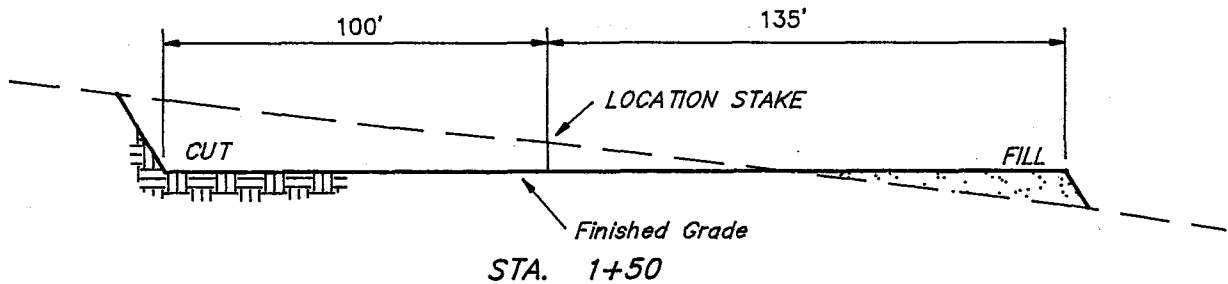 100'
135'
LOCATION STAKE
CUT
FILL
Finished Grade
STA. 1+50